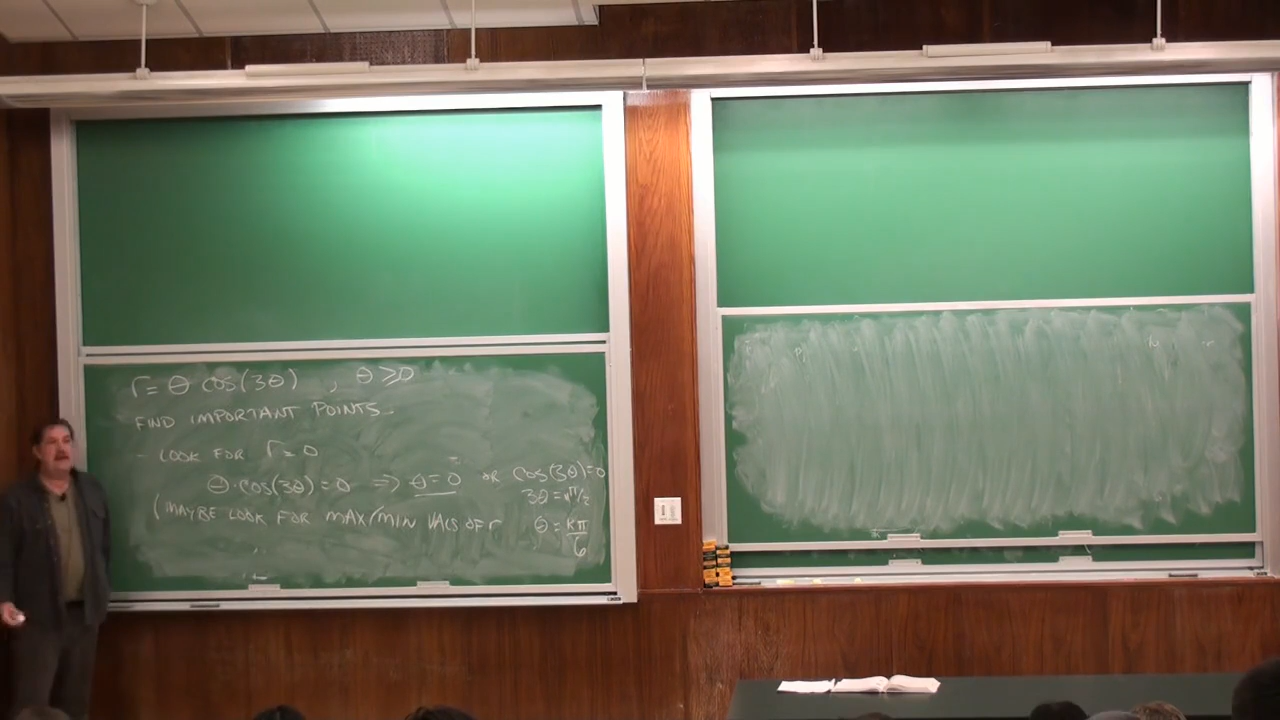 r = θ cos(3θ) , θ ≥ 0
FIND IMPORTANT POINTS.
- LOOK FOR r = 0
θ·cos(3θ) = 0 ⇒ θ = 0 OR cos(3θ) = 0
3θ = kπ/2
(MAYBE LOOK FOR MAX/MIN VALS OF r
θ = kπ/6